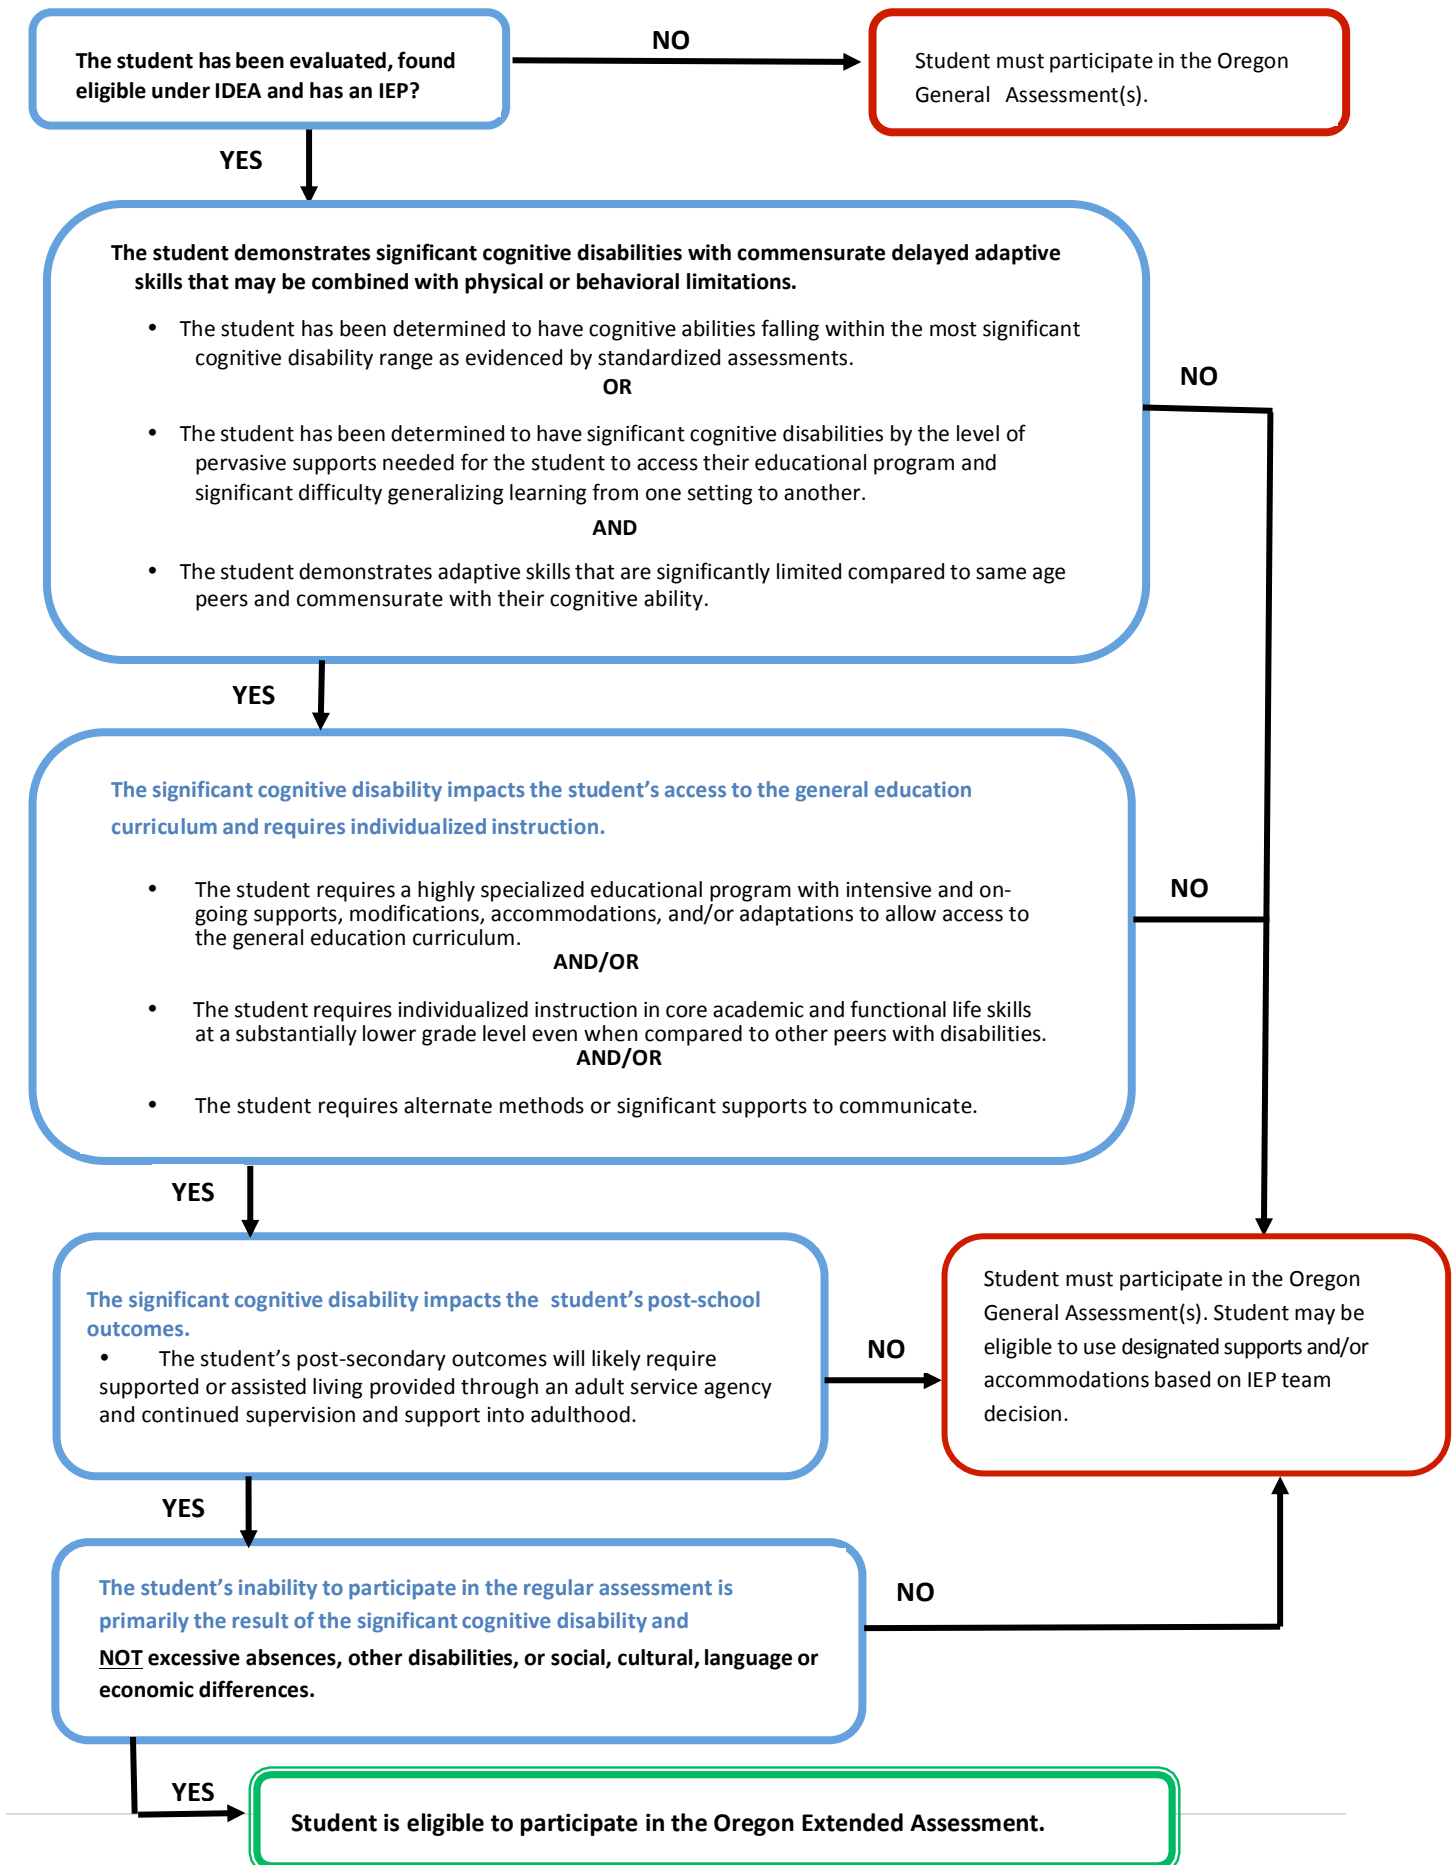 The student has been evaluated, found
eligible under IDEA and has an IEP?
NO
Student must participate in the Oregon
General Assessment(s).
YES
The student demonstrates significant cognitive disabilities with commensurate delayed adaptive
skills that may be combined with physical or behavioral limitations.
• The student has been determined to have cognitive abilities falling within the most significant
cognitive disability range as evidenced by standardized assessments.
OR
• The student has been determined to have significant cognitive disabilities by the level of
pervasive supports needed for the student to access their educational program and
significant difficulty generalizing learning from one setting to another.
AND
• The student demonstrates adaptive skills that are significantly limited compared to same age
peers and commensurate with their cognitive ability.
NO
YES
The significant cognitive disability impacts the student’s access to the general education
curriculum and requires individualized instruction.
• The student requires a highly specialized educational program with intensive and on-
going supports, modifications, accommodations, and/or adaptations to allow access to
the general education curriculum.
AND/OR
• The student requires individualized instruction in core academic and functional life skills
at a substantially lower grade level even when compared to other peers with disabilities.
AND/OR
• The student requires alternate methods or significant supports to communicate.
NO
YES
The significant cognitive disability impacts the student’s post-school
outcomes.
• The student’s post-secondary outcomes will likely require
supported or assisted living provided through an adult service agency
and continued supervision and support into adulthood.
NO
Student must participate in the Oregon
General Assessment(s). Student may be
eligible to use designated supports and/or
accommodations based on IEP team
decision.
YES
The student’s inability to participate in the regular assessment is
primarily the result of the significant cognitive disability and
NOT excessive absences, other disabilities, or social, cultural, language or
economic differences.
NO
YES
Student is eligible to participate in the Oregon Extended Assessment.